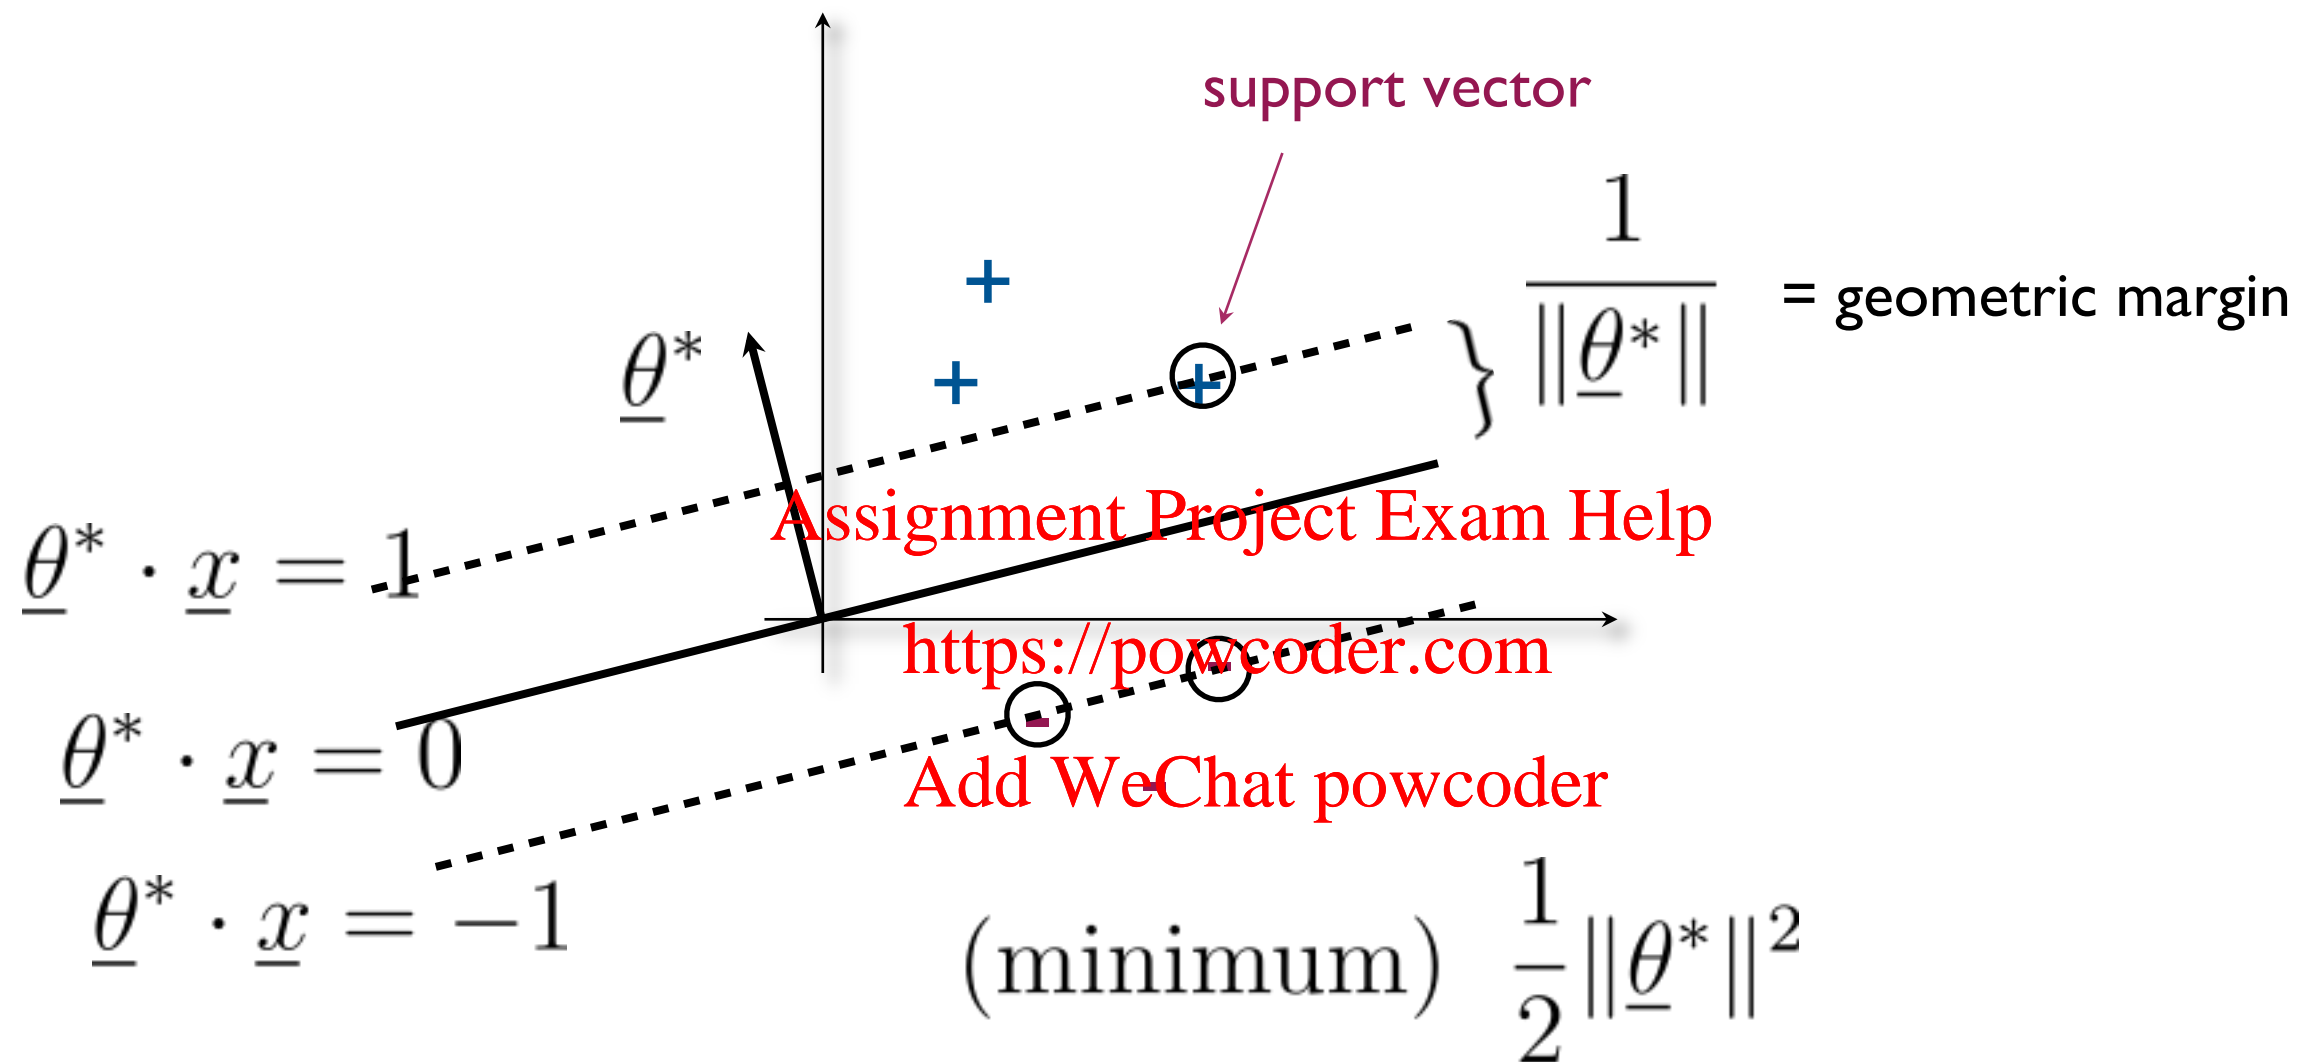 support vector
1
||θ*|| = geometric margin
θ*
Assignment Project Exam Help
θ* · x = 1
https://powcoder.com
θ* · x = 0
Add WeChat powcoder
θ* · x = −1
(minimum) 1/2 ||θ*||²